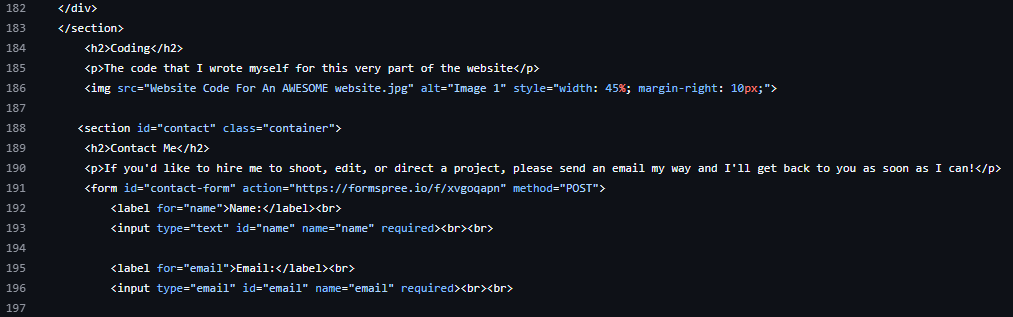 182 </div>
183 </section>
184 <h2>Coding</h2>
185 <p>The code that I wrote myself for this very part of the website</p>
186 <img src="Website Code For An AWESOME website.jpg" alt="Image 1" style="width: 45%; margin-right: 10px;">
187
188 <section id="contact" class="container">
189 <h2>Contact Me</h2>
190 <p>If you'd like to hire me to shoot, edit, or direct a project, please send an email my way and I'll get back to you as soon as I can!</p>
191 <form id="contact-form" action="https://formspree.io/f/xvgoqapn" method="POST">
192 <label for="name">Name:</label><br>
193 <input type="text" id="name" name="name" required><br><br>
194
195 <label for="email">Email:</label><br>
196 <input type="email" id="email" name="email" required><br><br>
197